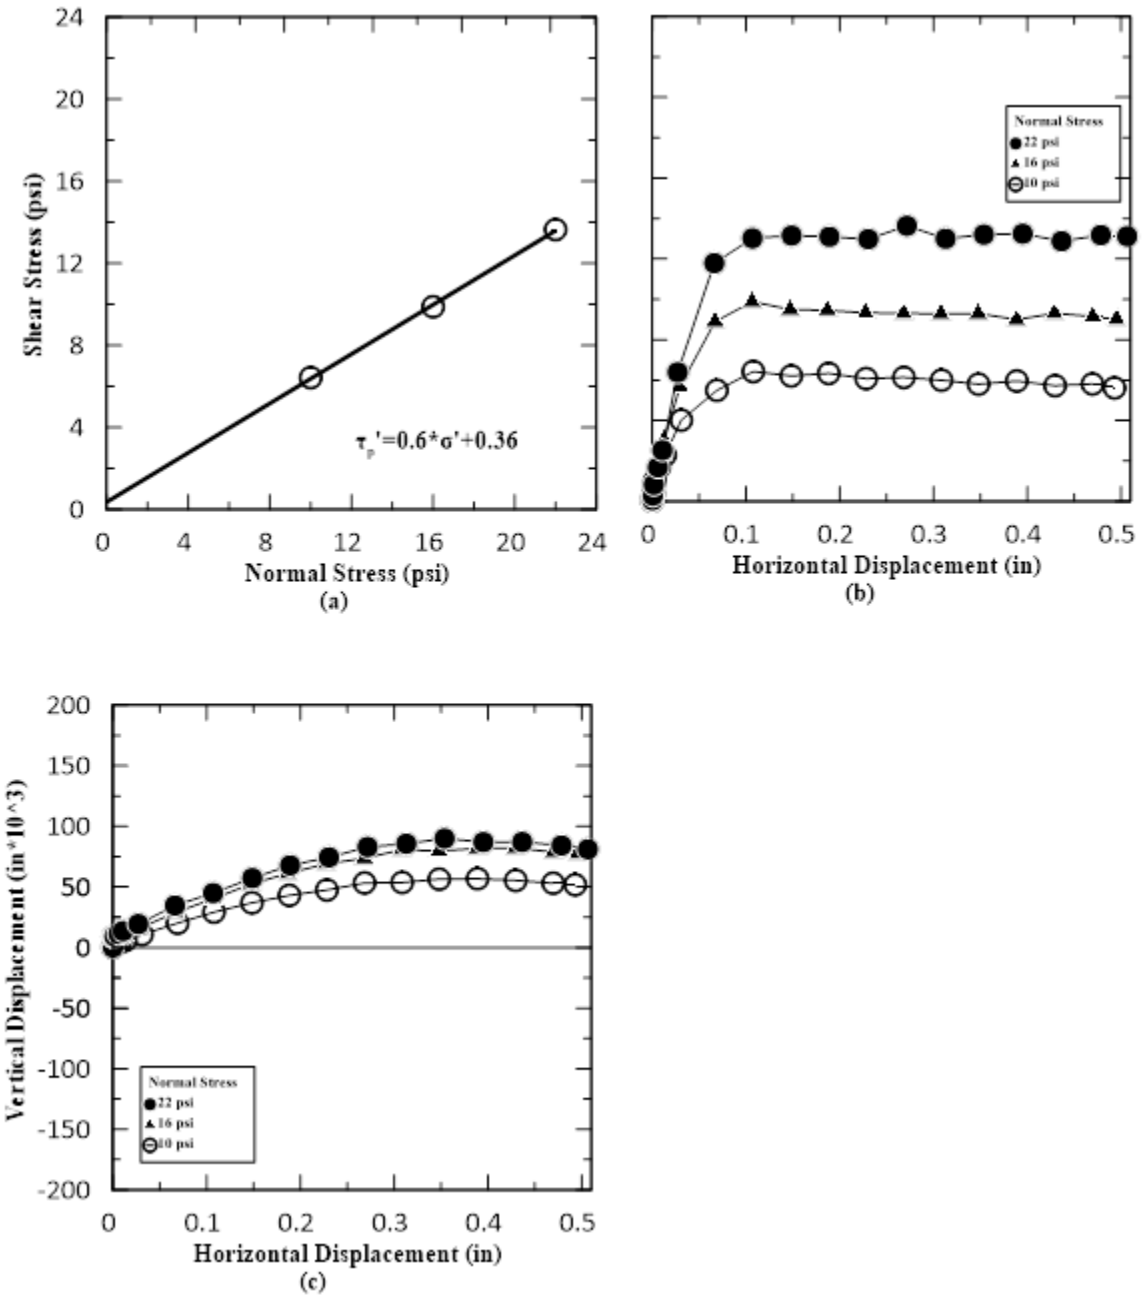 24
20
16
12
8
4
0
Shear Stress (psi)
τp'=0.6*σ'+0.36
0 4 8 12 16 20 24
Normal Stress (psi)
(a)
Normal Stress
22 psi
16 psi
10 psi
0 0.1 0.2 0.3 0.4 0.5
Horizontal Displacement (in)
(b)
200
150
100
50
0
-50
-100
-150
-200
Vertical Displacement (in*10^3)
Normal Stress
22 psi
16 psi
10 psi
0 0.1 0.2 0.3 0.4 0.5
Horizontal Displacement (in)
(c)